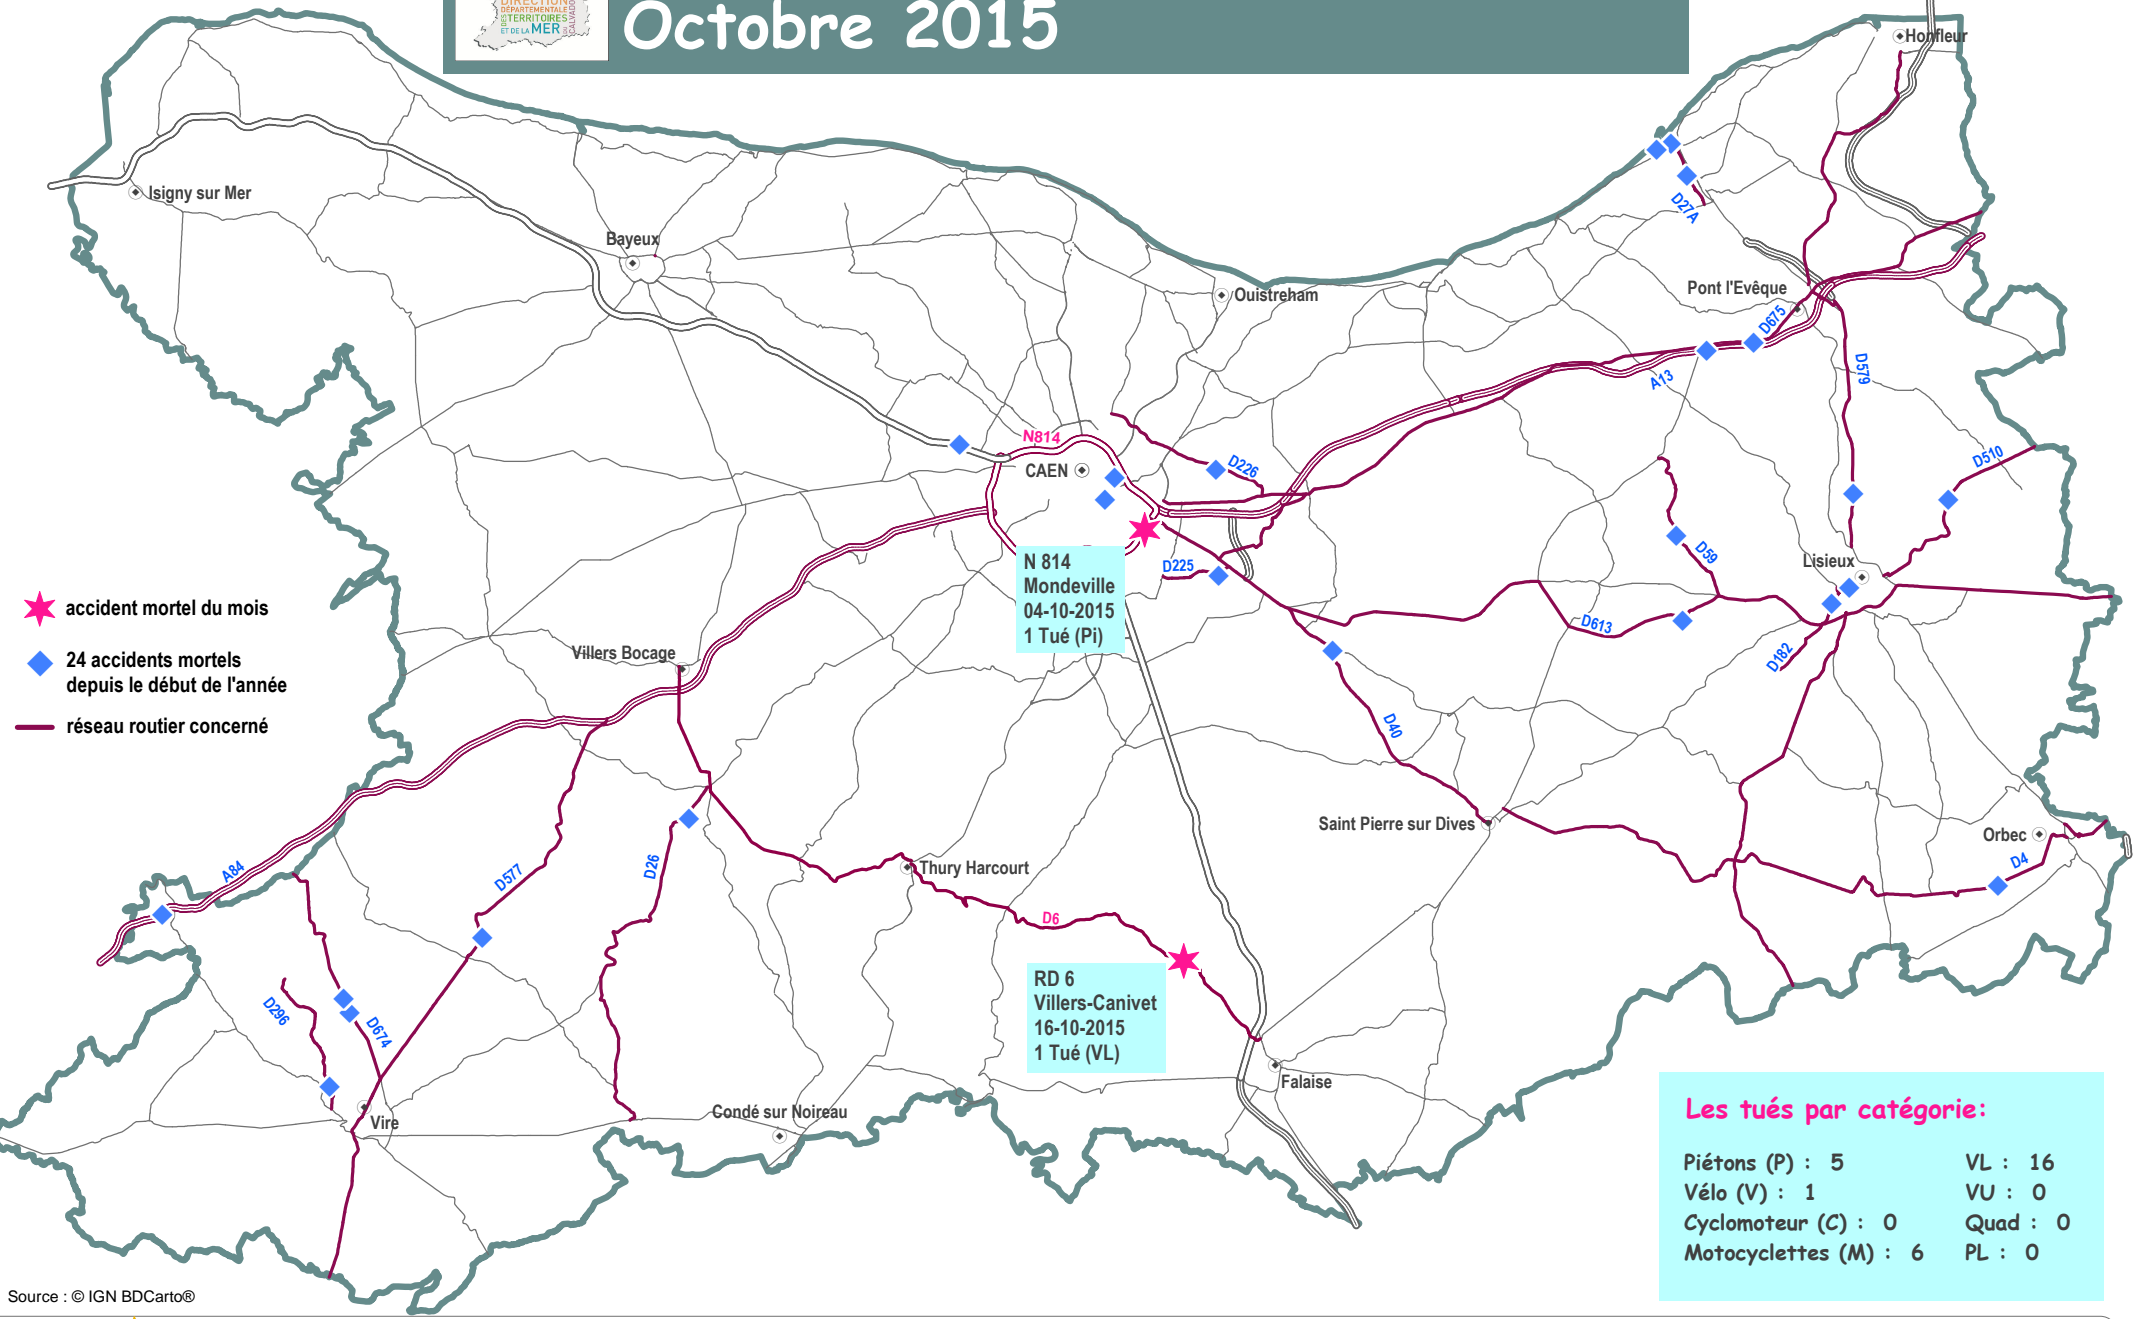 DIRECTION
DÉPARTEMENTALE
DES TERRITOIRES
ET DE LA MER
CALVADOS
Octobre 2015
Honfleur
Isigny sur Mer
Bayeux
D27A
Ouistreham
Pont l'Evêque
D675
D579
A13
N814
CAEN
D226
D510
D59
Lisieux
D225
N 814
Mondeville
04-10-2015
1 Tué (Pi)
accident mortel du mois
24 accidents mortels
depuis le début de l'année
réseau routier concerné
D613
D182
Villers Bocage
D40
Saint Pierre sur Dives
Orbec
D4
A84
D577
D26
Thury Harcourt
D6
RD 6
Villers-Canivet
16-10-2015
1 Tué (VL)
D296
D674
Falaise
Vire
Condé sur Noireau
Les tués par catégorie:
Piétons (P) : 5 VL : 16
Vélo (V) : 1 VU : 0
Cyclomoteur (C) : 0 Quad : 0
Motocyclettes (M) : 6 PL : 0
Source : © IGN BDCarto®